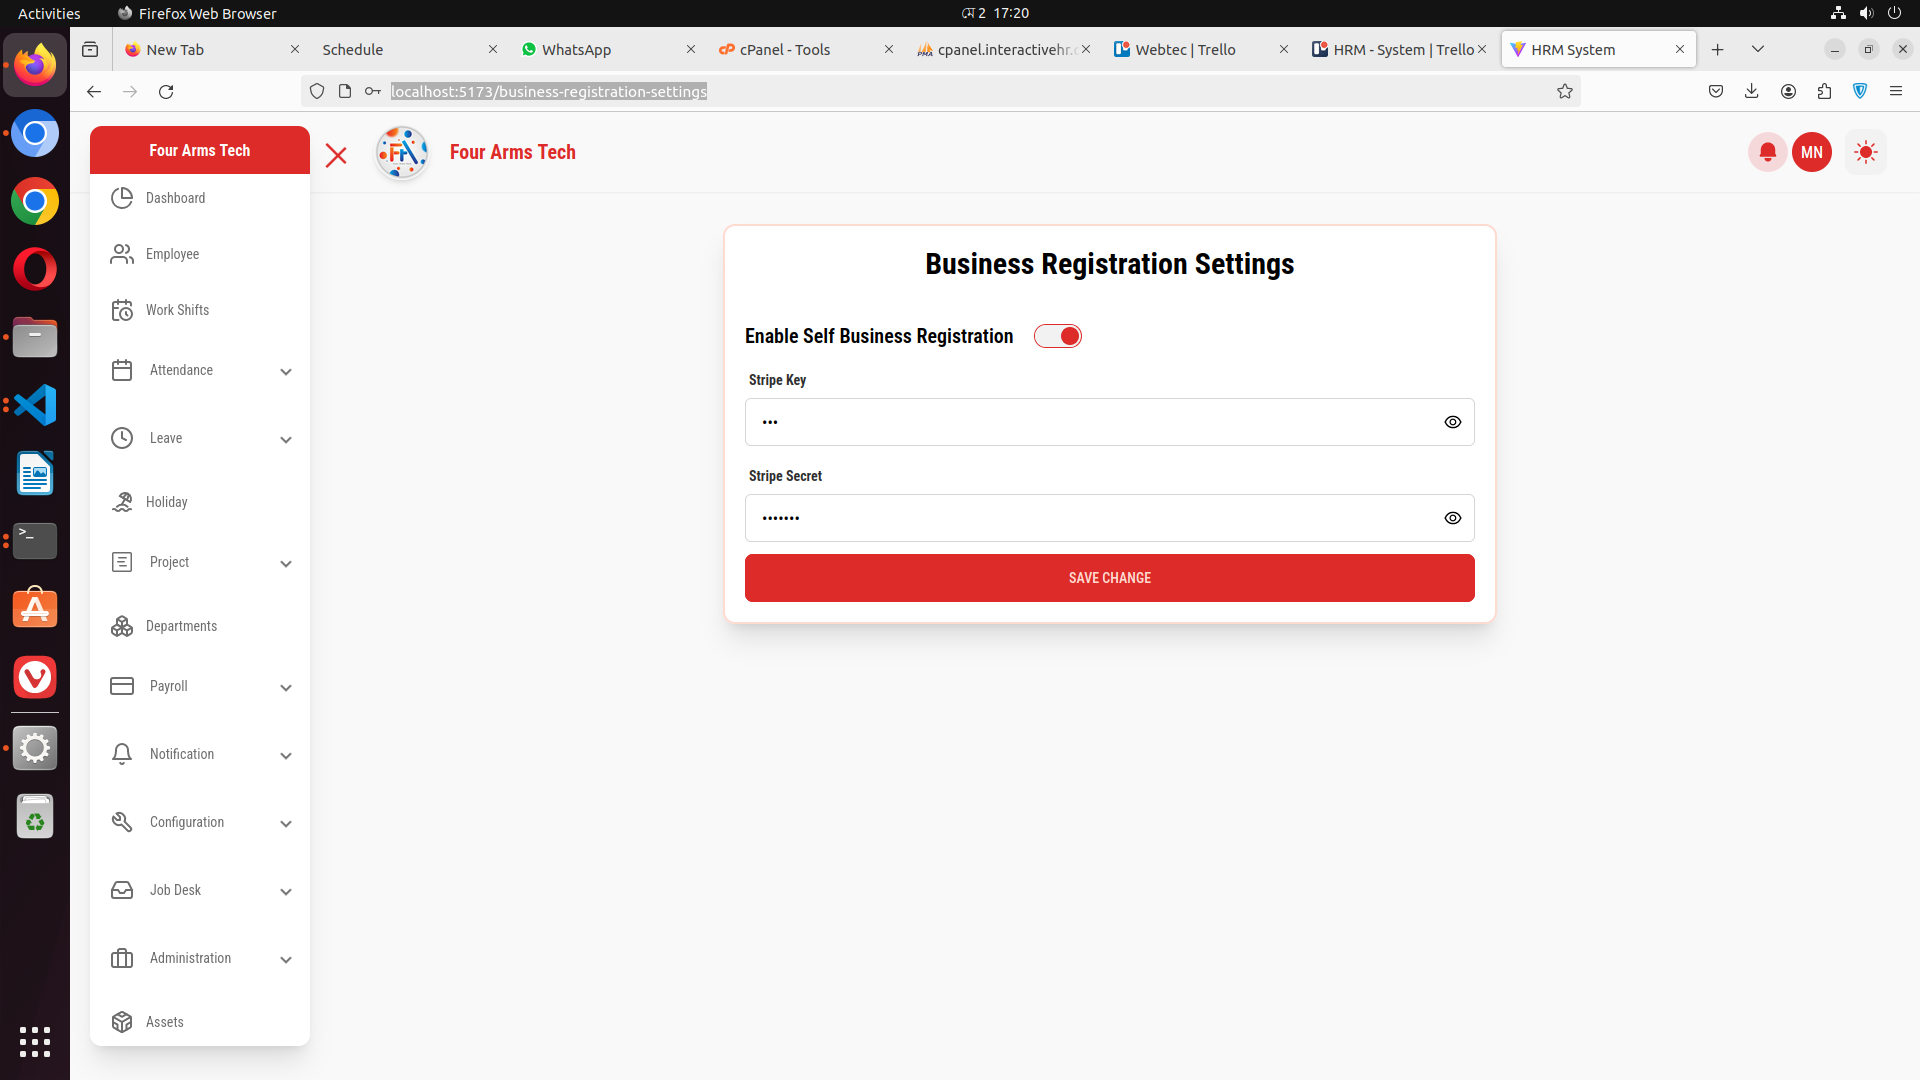 Activities
Firefox Web Browser
2 17:20
New Tab
Schedule
WhatsApp
cPanel - Tools
cpanel.interactivehr.
Webtec | Trello
HRM - System | Trello
HRM System
localhost:5173/business-registration-settings
Four Arms Tech
Four Arms Tech
MN
Dashboard
Employee
Work Shifts
Attendance
Leave
Holiday
Project
Departments
Payroll
Notification
Configuration
Job Desk
Administration
Assets
Business Registration Settings
Enable Self Business Registration
Stripe Key
Stripe Secret
SAVE CHANGE